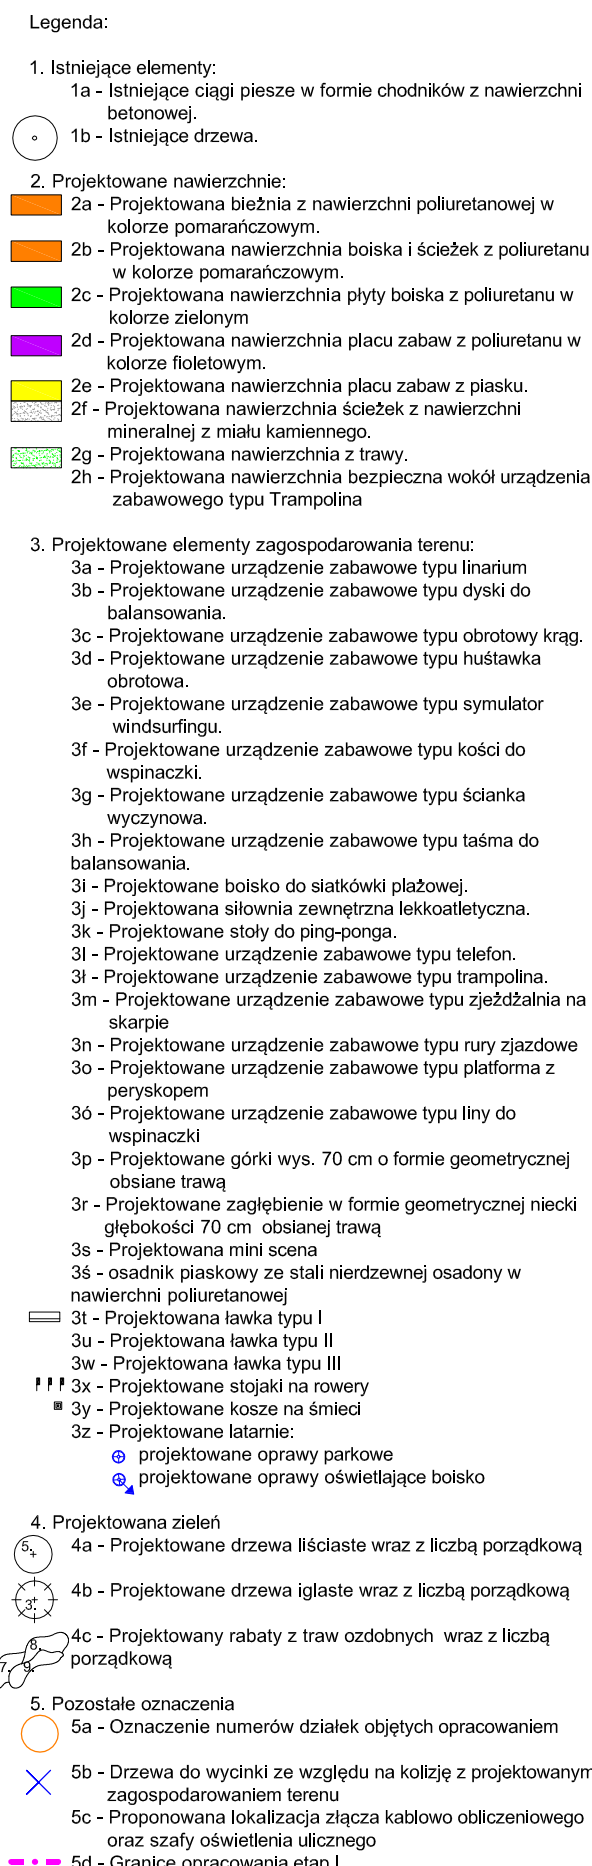 Legenda:
1. Istniejące elementy:
1a - Istniejące ciągi piesze w formie chodników z nawierzchni
betonowej.
1b - Istniejące drzewa.
2. Projektowane nawierzchnie:
2a - Projektowana bieżnia z nawierzchni poliuretanowej w
kolorze pomarańczowym.
2b - Projektowana nawierzchnia boiska i ścieżek z poliuretanu
w kolorze pomarańczowym.
2c - Projektowana nawierzchnia płyty boiska z poliuretanu w
kolorze zielonym
2d - Projektowana nawierzchnia placu zabaw z poliuretanu w
kolorze fioletowym.
2e - Projektowana nawierzchnia placu zabaw z piasku.
2f - Projektowana nawierzchnia ścieżek z nawierzchni
mineralnej z miału kamiennego.
2g - Projektowana nawierzchnia z trawy.
2h - Projektowana nawierzchnia bezpieczna wokół urządzenia
zabawowego typu Trampolina
3. Projektowane elementy zagospodarowania terenu:
3a - Projektowane urządzenie zabawowe typu linarium
3b - Projektowane urządzenie zabawowe typu dyski do
balansowania.
3c - Projektowane urządzenie zabawowe typu obrotowy krąg.
3d - Projektowane urządzenie zabawowe typu huśtawka
obrotowa.
3e - Projektowane urządzenie zabawowe typu symulator
windsurfingu.
3f - Projektowane urządzenie zabawowe typu kości do
wspinaczki.
3g - Projektowane urządzenie zabawowe typu ścianka
wyczynowa.
3h - Projektowane urządzenie zabawowe typu taśma do
balansowania.
3i - Projektowane boisko do siatkówki plażowej.
3j - Projektowana siłownia zewnętrzna lekkoatletyczna.
3k - Projektowane stoły do ping-ponga.
3l - Projektowane urządzenie zabawowe typu telefon.
3ł - Projektowane urządzenie zabawowe typu trampolina.
3m - Projektowane urządzenie zabawowe typu zjeżdżalnia na
skarpie
3n - Projektowane urządzenie zabawowe typu rury zjazdowe
3o - Projektowane urządzenie zabawowe typu platforma z
peryskopem
3ó - Projektowane urządzenie zabawowe typu liny do
wspinaczki
3p - Projektowane górki wys. 70 cm o formie geometrycznej
obsiane trawą
3r - Projektowane zagłębienie w formie geometrycznej niecki
głębokości 70 cm obsianej trawą
3s - Projektowana mini scena
3ś - osadnik piaskowy ze stali nierdzewnej osadony w
nawierchni poliuretanowej
3t - Projektowana ławka typu I
3u - Projektowana ławka typu II
3w - Projektowana ławka typu III
3x - Projektowane stojaki na rowery
3y - Projektowane kosze na śmieci
3z - Projektowane latarnie:
projektowane oprawy parkowe
projektowane oprawy oświetlające boisko
4. Projektowana zieleń
5. 4a - Projektowane drzewa liściaste wraz z liczbą porządkową
3. 4b - Projektowane drzewa iglaste wraz z liczbą porządkową
8. 4c - Projektowany rabaty z traw ozdobnych wraz z liczbą
7. 9. porządkową
5. Pozostałe oznaczenia
5a - Oznaczenie numerów działek objętych opracowaniem
5b - Drzewa do wycinki ze względu na kolizję z projektowanym
zagospodarowaniem terenu
5c - Proponowana lokalizacja złącza kablowo obliczeniowego
oraz szafy oświetlenia ulicznego
5d - Granice opracowania etap I